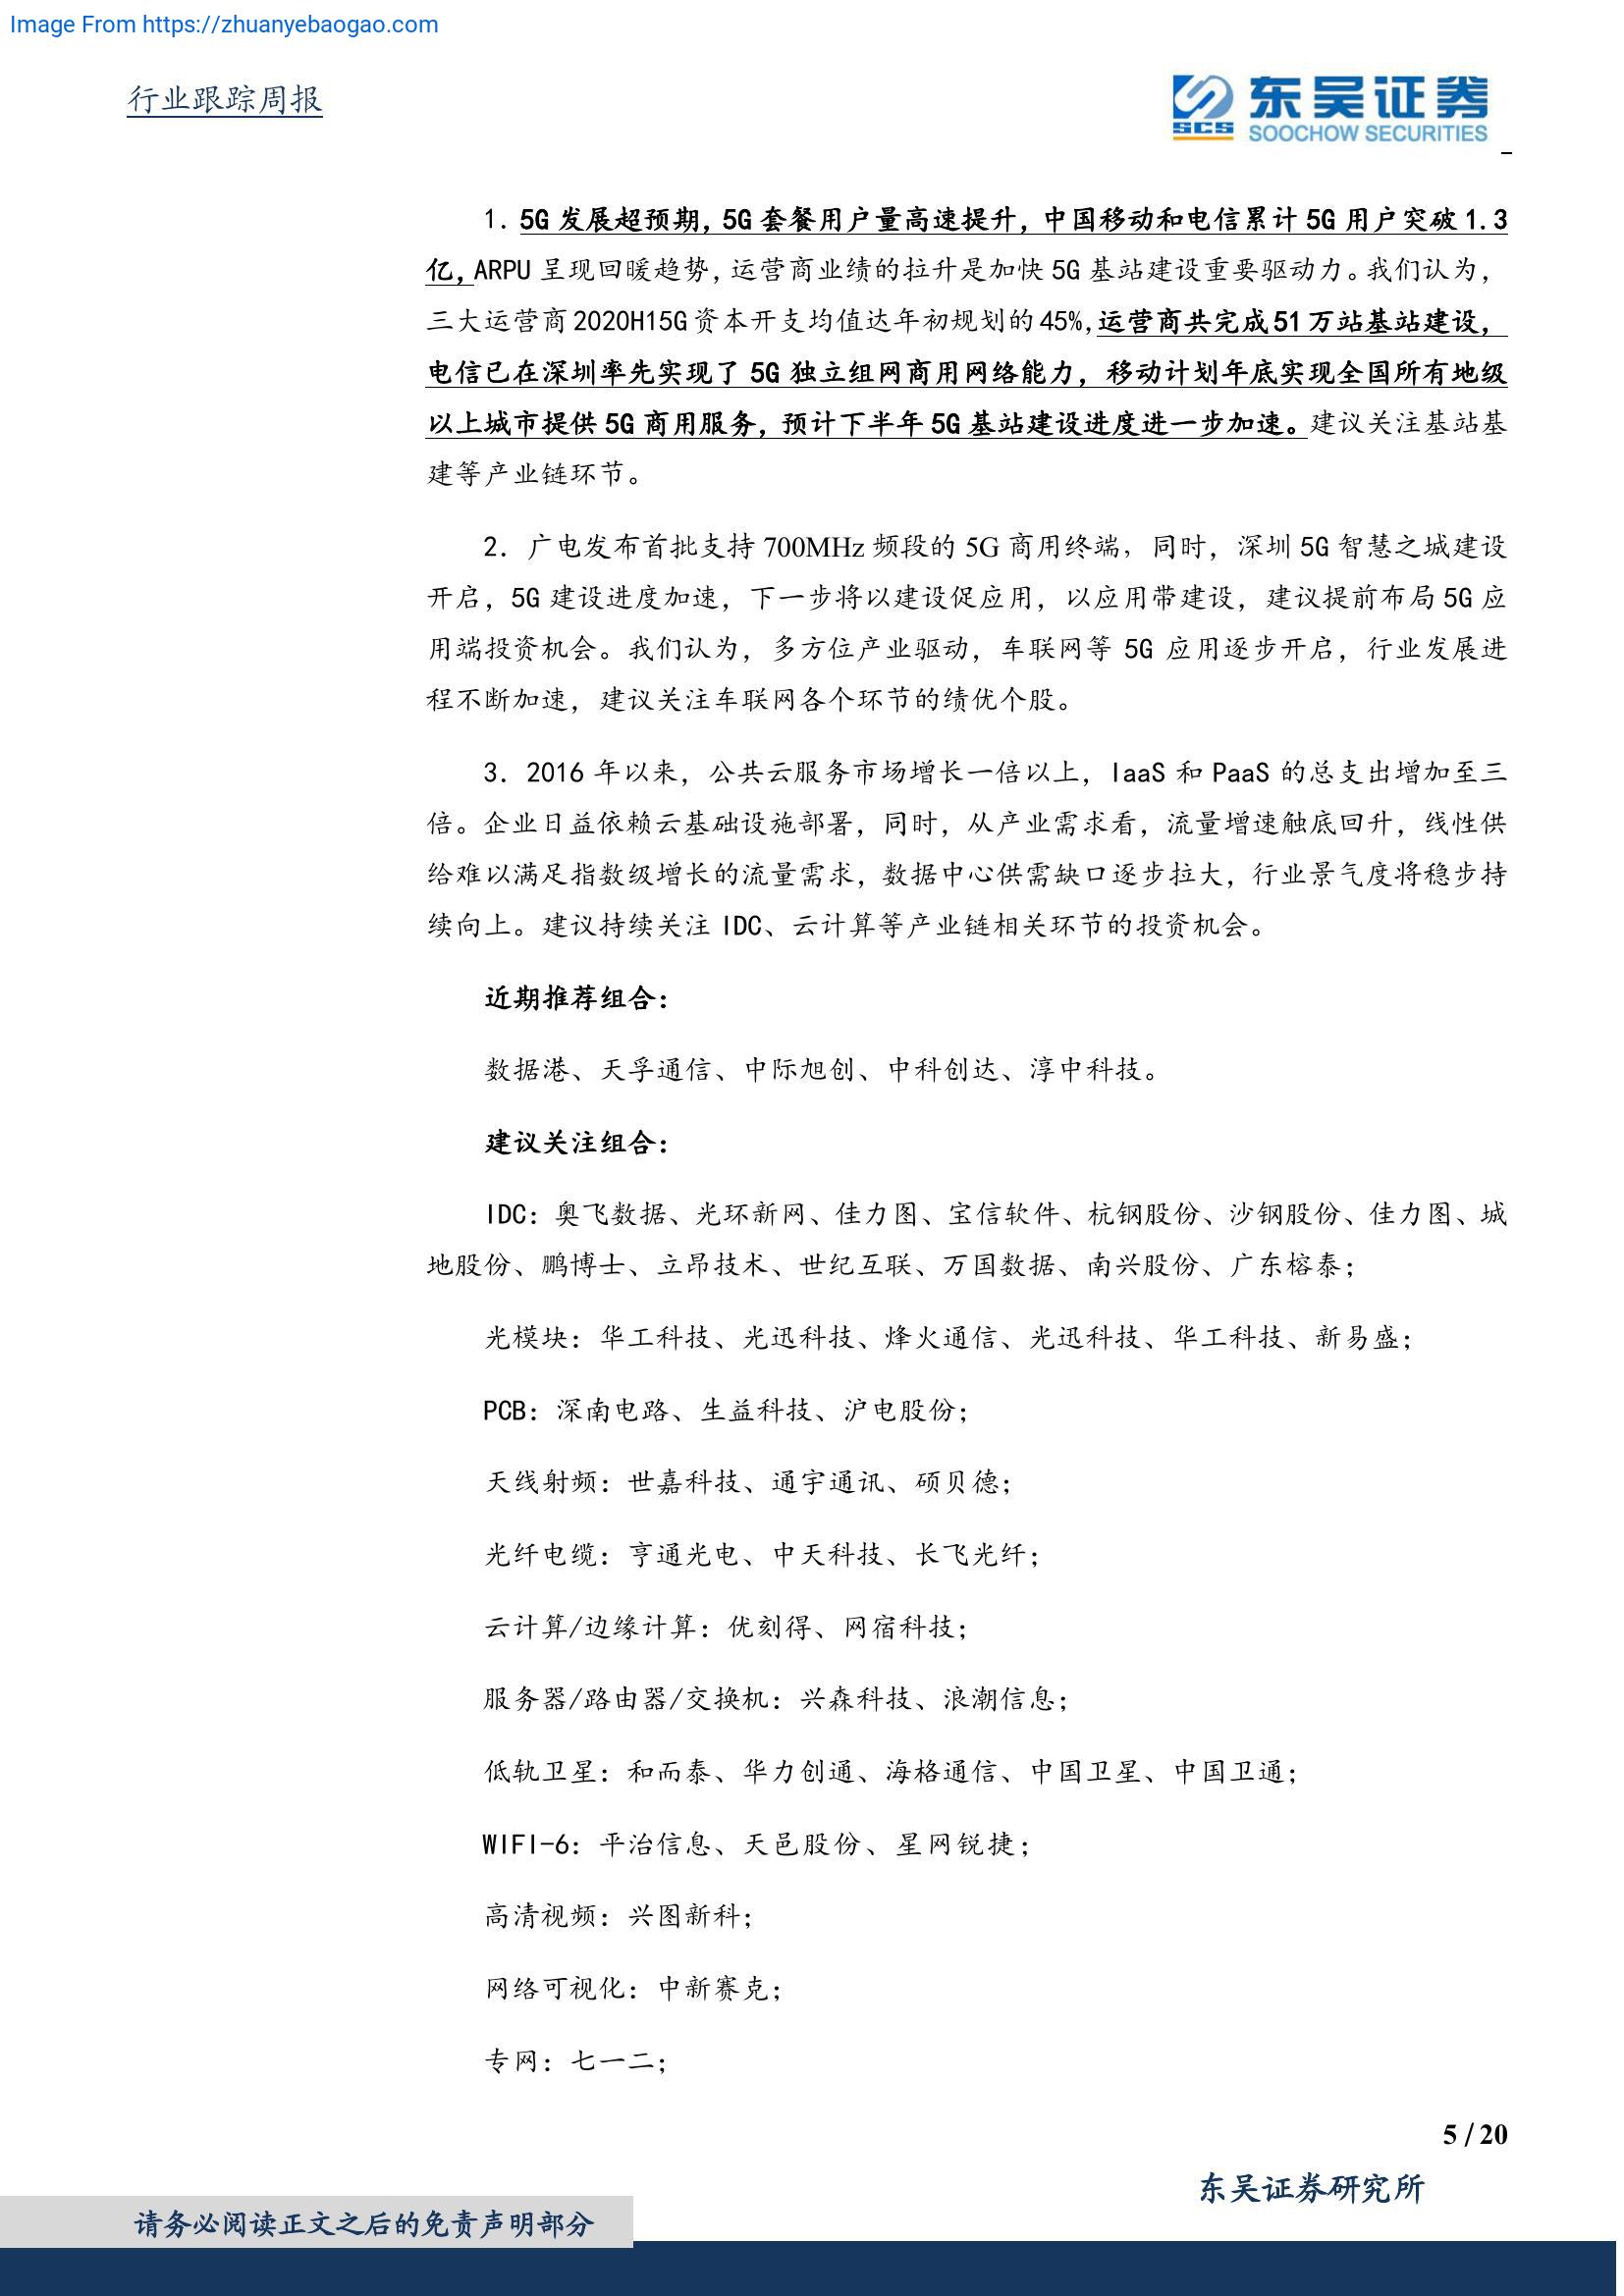 Image From https://zhuanyebaogao.com
行业跟踪周报
SCS
东吴证券
SOOCHOW SECURITIES
1. 5G 发展超预期，5G 套餐用户量高速提升，中国移动和电信累计 5G 用户突破 1.3
亿，ARPU 呈现回暖趋势，运营商业绩的拉升是加快 5G 基站建设重要驱动力。我们认为，
三大运营商 2020H15G 资本开支均值达年初规划的 45%，运营商共完成 51 万站基站建设，
电信已在深圳率先实现了 5G 独立组网商用网络能力，移动计划年底实现全国所有地级
以上城市提供 5G 商用服务，预计下半年 5G 基站建设进度进一步加速。建议关注基站基
建等产业链环节。
2. 广电发布首批支持 700MHz 频段的 5G 商用终端，同时，深圳 5G 智慧之城建设
开启，5G 建设进度加速，下一步将以建设促应用，以应用带建设，建议提前布局 5G 应
用端投资机会。我们认为，多方位产业驱动，车联网等 5G 应用逐步开启，行业发展进
程不断加速，建议关注车联网各个环节的绩优个股。
3. 2016 年以来，公共云服务市场增长一倍以上，IaaS 和 PaaS 的总支出增加至三
倍。企业日益依赖云基础设施部署，同时，从产业需求看，流量增速触底回升，线性供
给难以满足指数级增长的流量需求，数据中心供需缺口逐步拉大，行业景气度将稳步持
续向上。建议持续关注 IDC、云计算等产业链相关环节的投资机会。
近期推荐组合：
数据港、天孚通信、中际旭创、中科创达、淳中科技。
建议关注组合：
IDC：奥飞数据、光环新网、佳力图、宝信软件、杭钢股份、沙钢股份、佳力图、城
地股份、鹏博士、立昂技术、世纪互联、万国数据、南兴股份、广东榕泰；
光模块：华工科技、光迅科技、烽火通信、光迅科技、华工科技、新易盛；
PCB：深南电路、生益科技、沪电股份；
天线射频：世嘉科技、通宇通讯、硕贝德；
光纤电缆：亨通光电、中天科技、长飞光纤；
云计算/边缘计算：优刻得、网宿科技；
服务器/路由器/交换机：兴森科技、浪潮信息；
低轨卫星：和而泰、华力创通、海格通信、中国卫星、中国卫通；
WIFI-6：平治信息、天邑股份、星网锐捷；
高清视频：兴图新科；
网络可视化：中新赛克；
专网：七一二；
5 / 20
东吴证券研究所
请务必阅读正文之后的免责声明部分